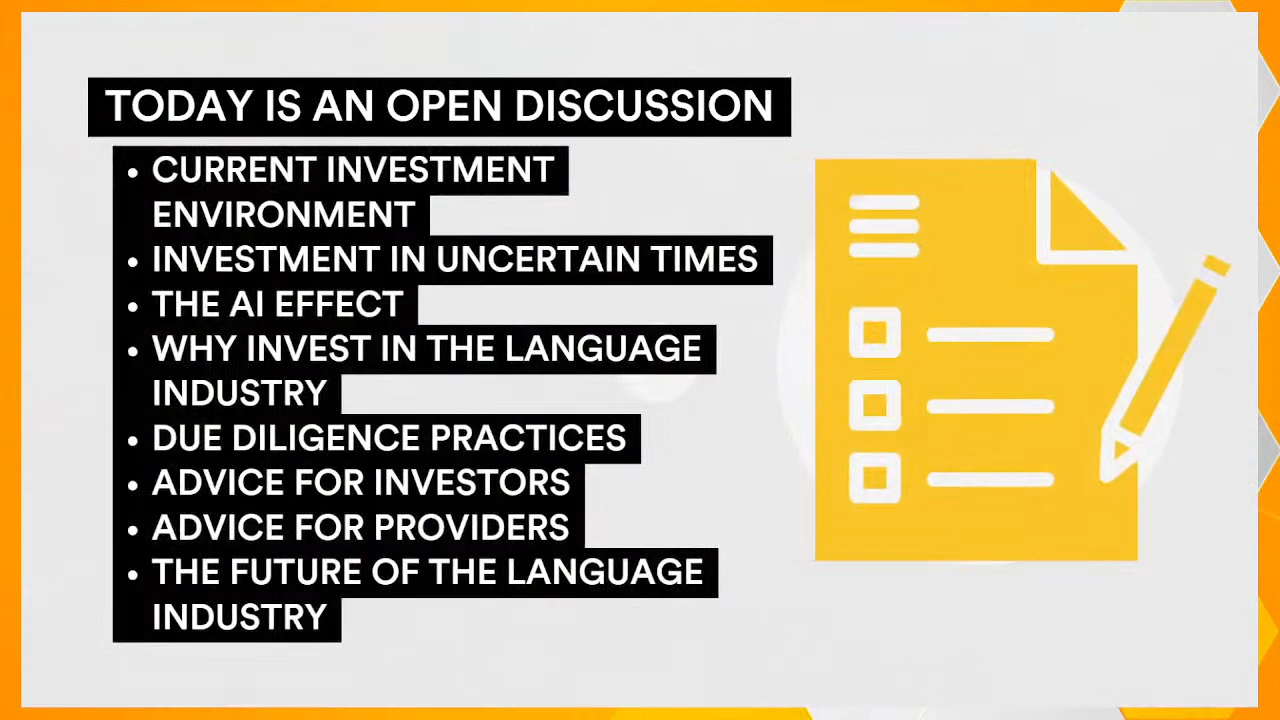 TODAY IS AN OPEN DISCUSSION
• CURRENT INVESTMENT
ENVIRONMENT
• INVESTMENT IN UNCERTAIN TIMES
• THE AI EFFECT
• WHY INVEST IN THE LANGUAGE
INDUSTRY
• DUE DILIGENCE PRACTICES
• ADVICE FOR INVESTORS
• ADVICE FOR PROVIDERS
• THE FUTURE OF THE LANGUAGE
INDUSTRY